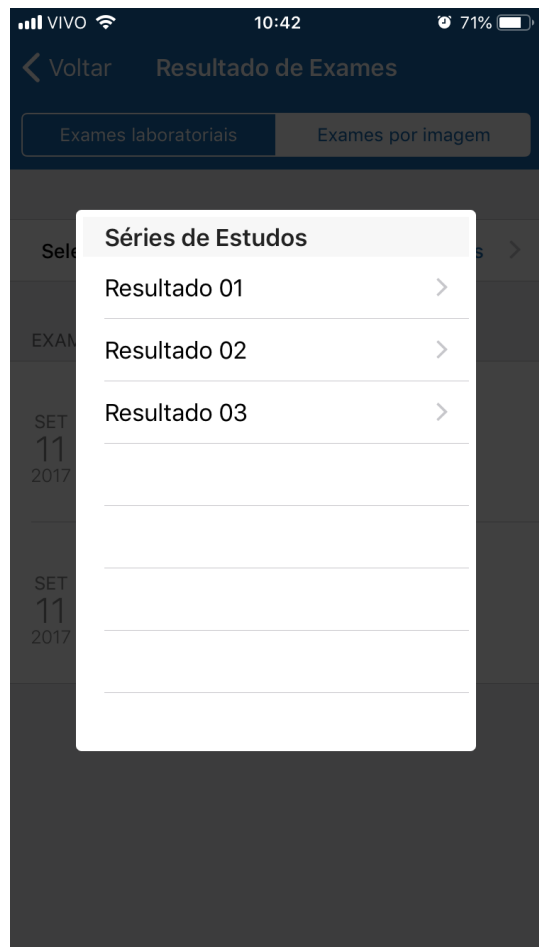 VIVO 10:42 71%
Voltar Resultado de Exames
Exames laboratoriais Exames por imagem
Séries de Estudos
Resultado 01
Resultado 02
Resultado 03
SET
11
2017
SET
11
2017